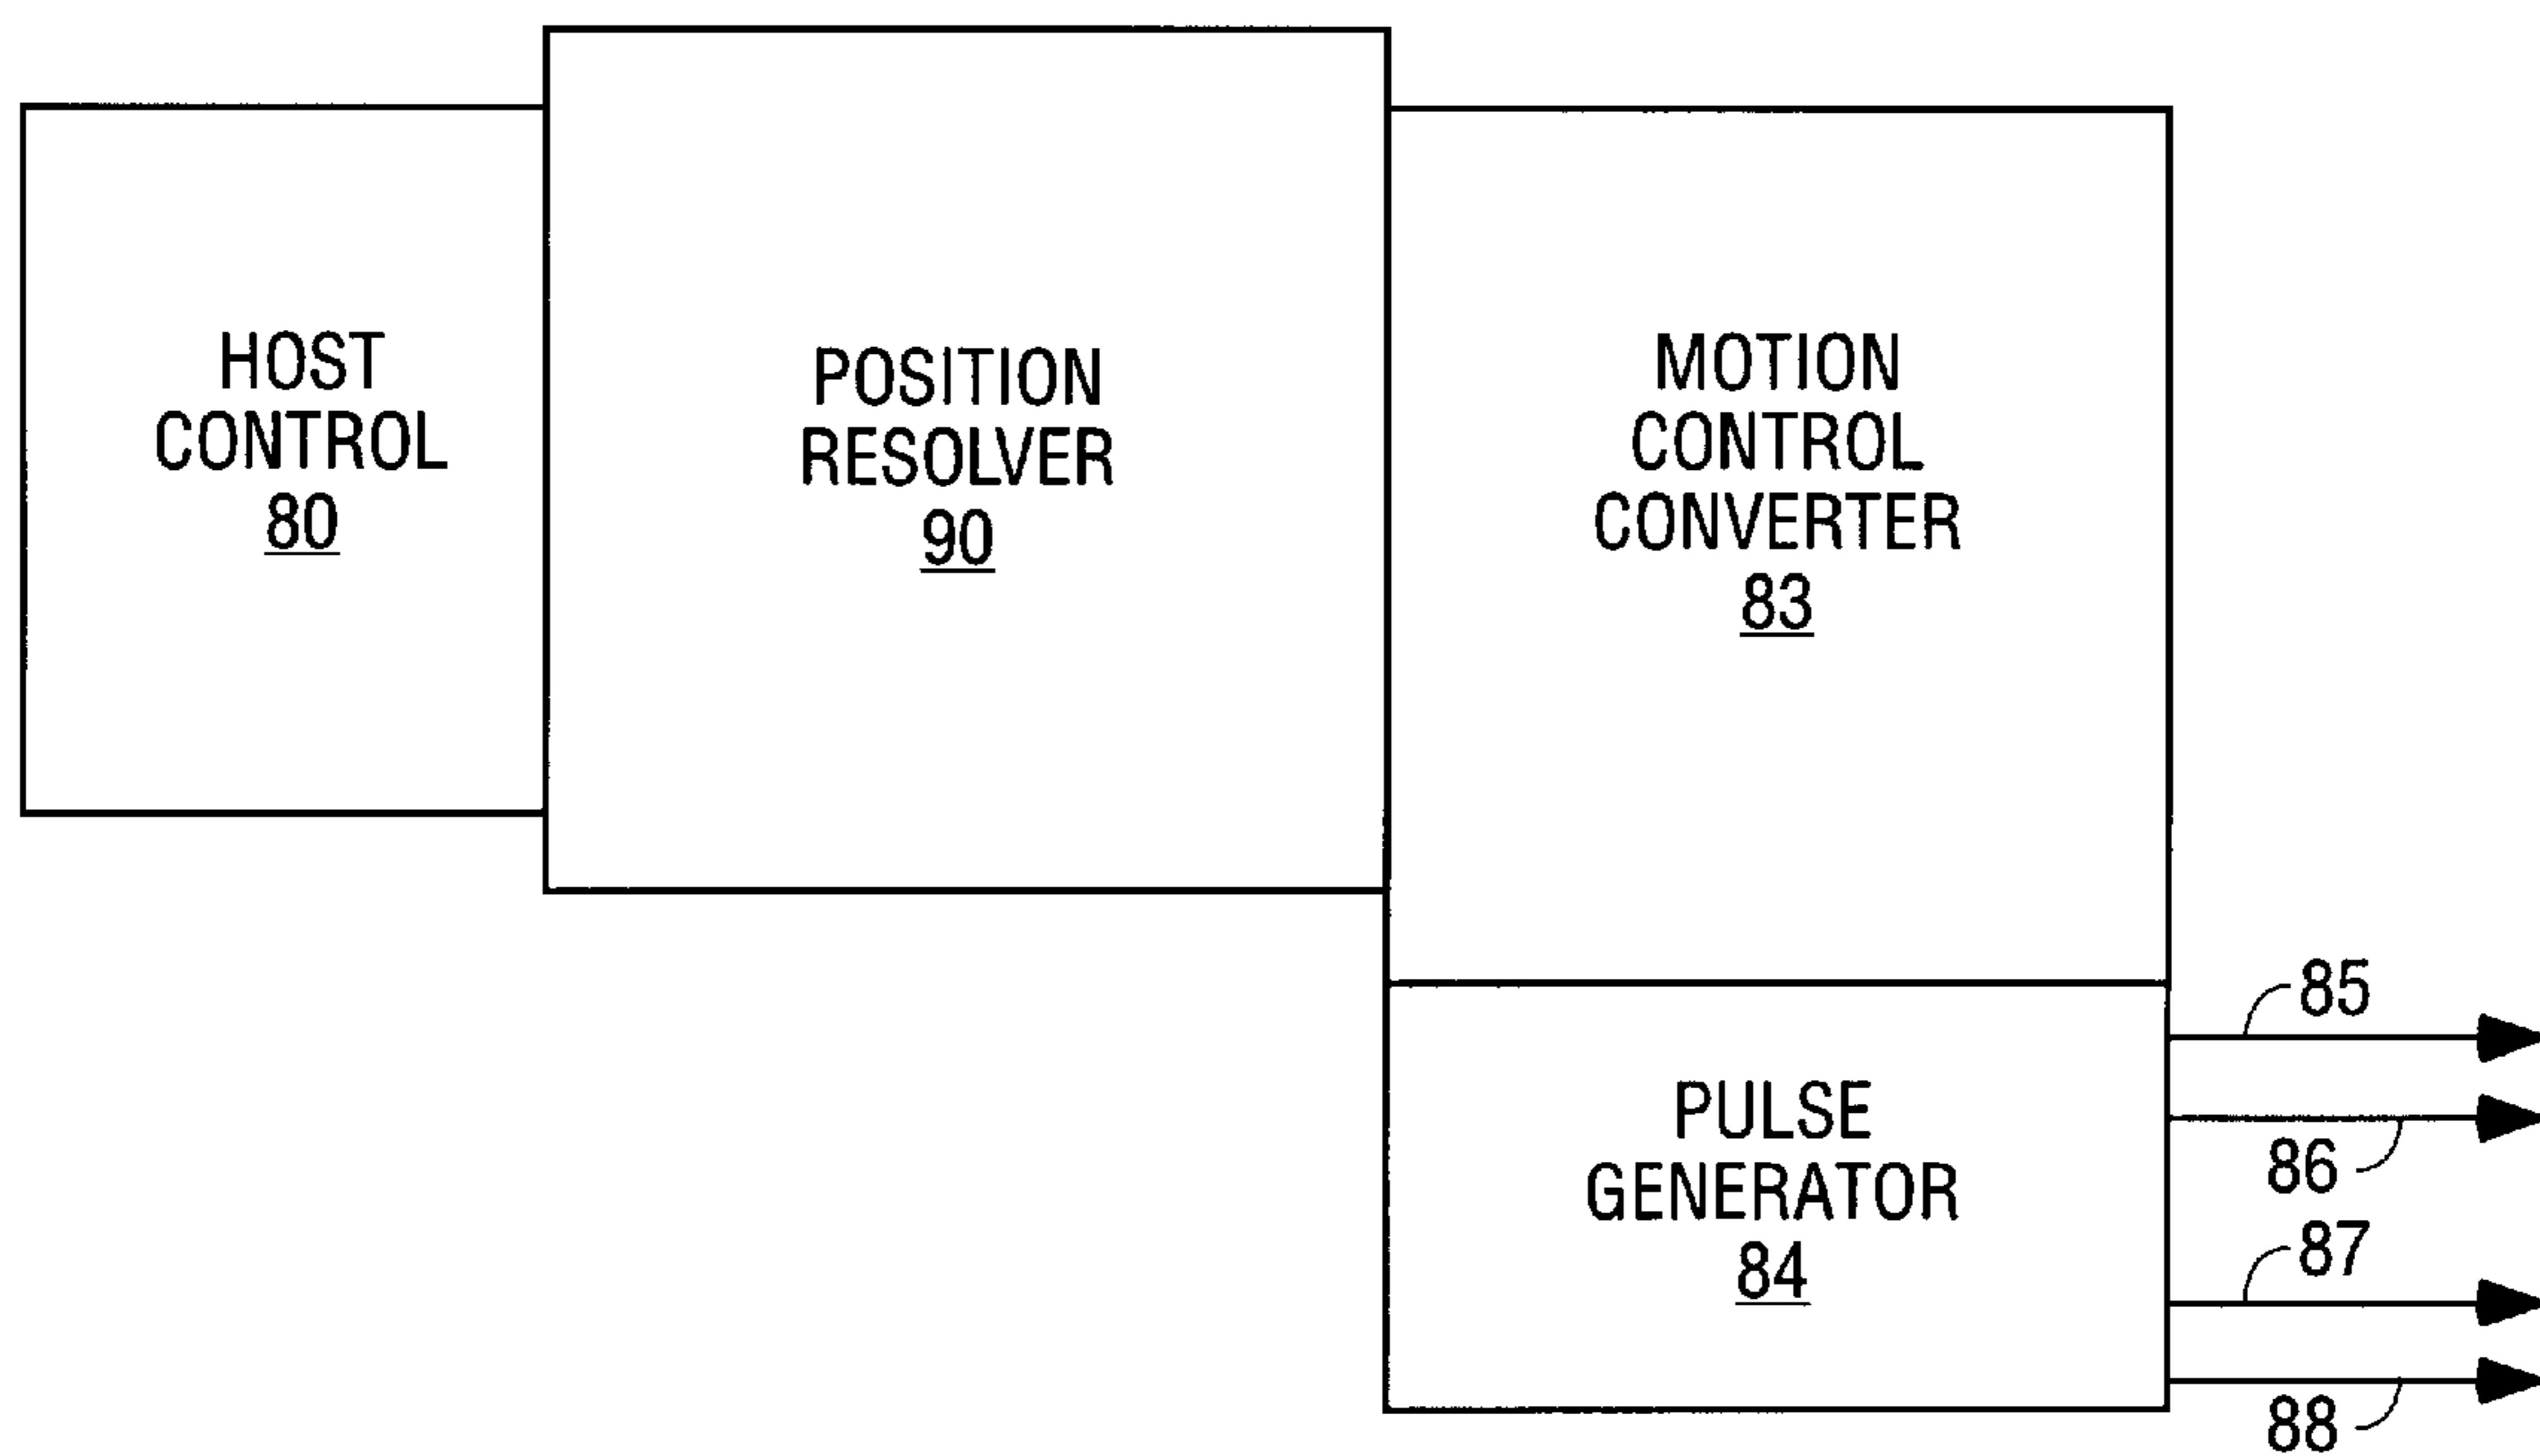 HOST
CONTROL
80
POSITION
RESOLVER
90
MOTION
CONTROL
CONVERTER
83
PULSE
GENERATOR
84
85
86
87
88